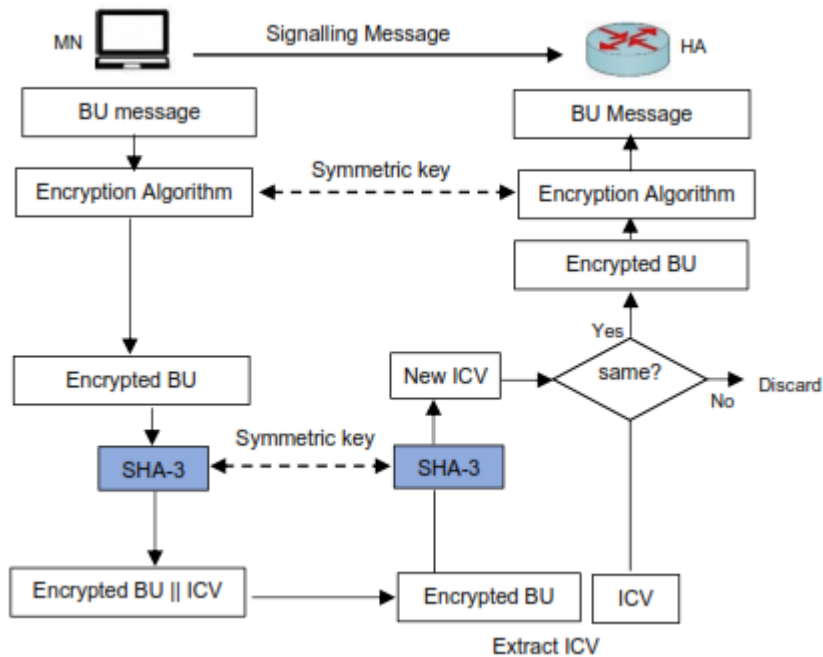 MN
Signalling Message
HA
BU message
BU Message
Encryption Algorithm
Symmetric key
Encryption Algorithm
Encrypted BU
Yes
Encrypted BU
New ICV
same?
No
Discard
Symmetric key
SHA-3
SHA-3
Encrypted BU || ICV
Encrypted BU
ICV
Extract ICV